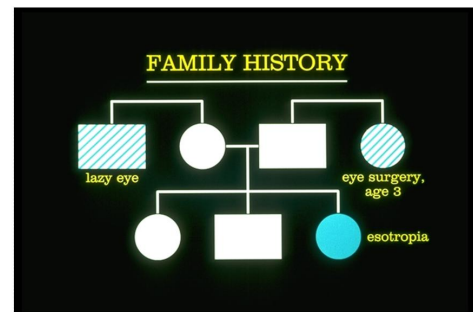 FAMILY HISTORY
lazy eye
eye surgery,
age 3
esotropia